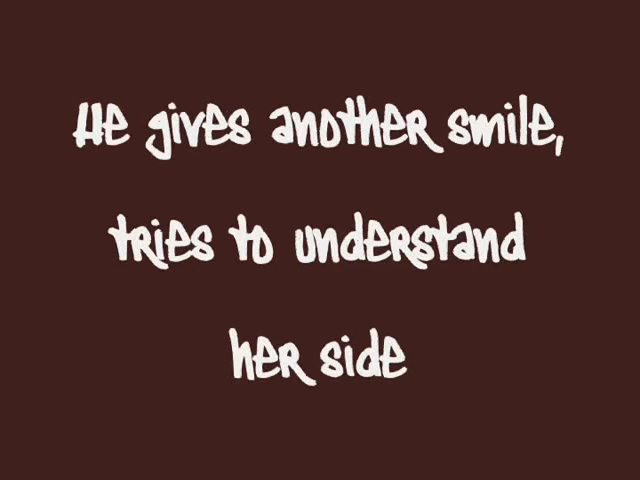 He gives another smile,
tries to understand
her side